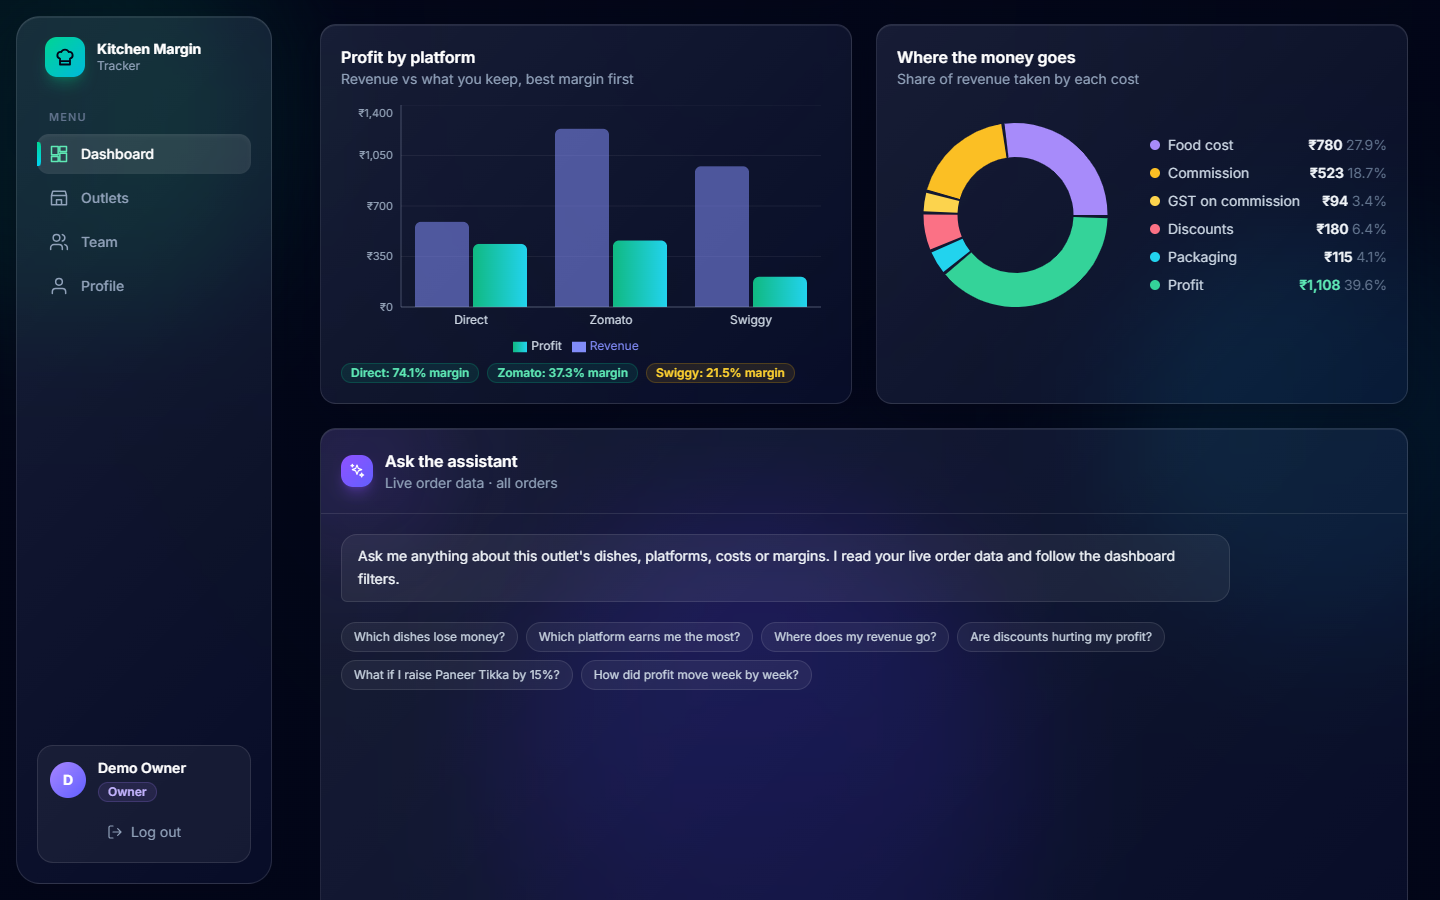 Kitchen Margin
Tracker
MENU
Dashboard
Outlets
Team
Profile
D
Demo Owner
Owner
Log out
Profit by platform
Revenue vs what you keep, best margin first
₹1,400
₹1,050
₹700
₹350
₹0
Direct
Zomato
Swiggy
Profit
Revenue
Direct: 74.1% margin
Zomato: 37.3% margin
Swiggy: 21.5% margin
Where the money goes
Share of revenue taken by each cost
Food cost ₹780 27.9%
Commission ₹523 18.7%
GST on commission ₹94 3.4%
Discounts ₹180 6.4%
Packaging ₹115 4.1%
Profit ₹1,108 39.6%
Ask the assistant
Live order data · all orders
Ask me anything about this outlet's dishes, platforms, costs or margins. I read your live order data and follow the dashboard
filters.
Which dishes lose money?
Which platform earns me the most?
Where does my revenue go?
Are discounts hurting my profit?
What if I raise Paneer Tikka by 15%?
How did profit move week by week?